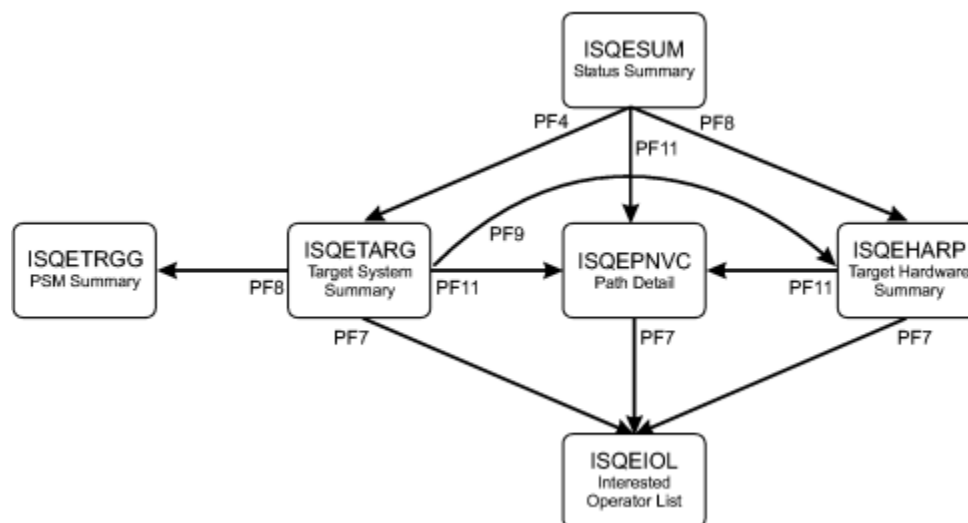 ISQESUM
Status Summary
PF4
PF8
PF11
PF9
ISQETRGG
PSM Summary
ISQETARG
Target System
Summary
ISQEPNVC
Path Detail
ISQEHARP
Target Hardware
Summary
PF8
PF11
PF11
PF7
PF7
PF7
ISQEIOL
Interested
Operator List